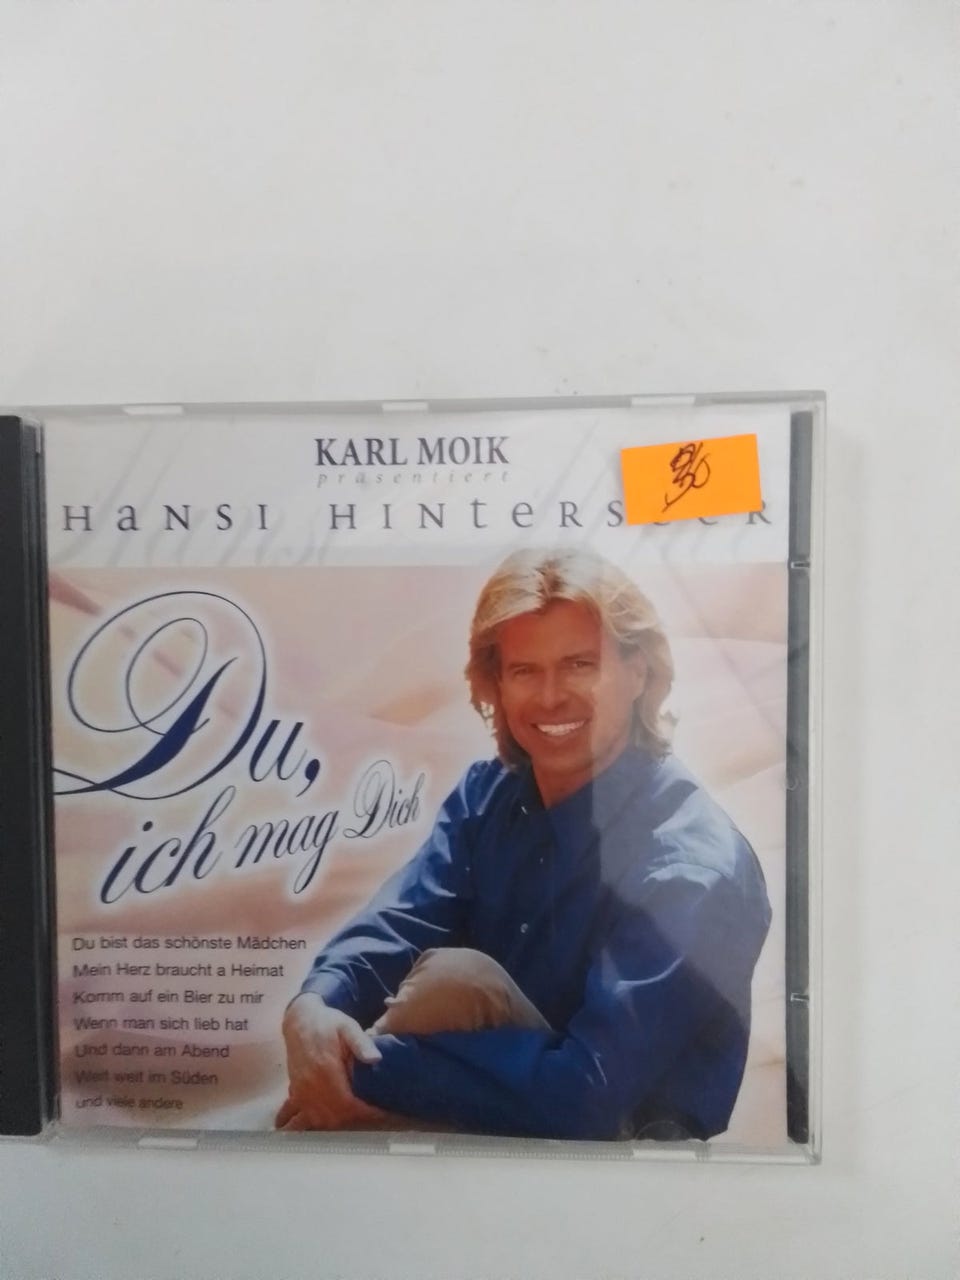 KARL MOIK
präsentiert
HaNSI HINterS
Du,
ich mag Dich
Du bist das schönste Mädchen
Mein Herz braucht a Heimat
Komm auf ein Bier zu mir
Wenn man sich lieb hat
Und dann am Abend
Weit weit im Süden
und viele andere